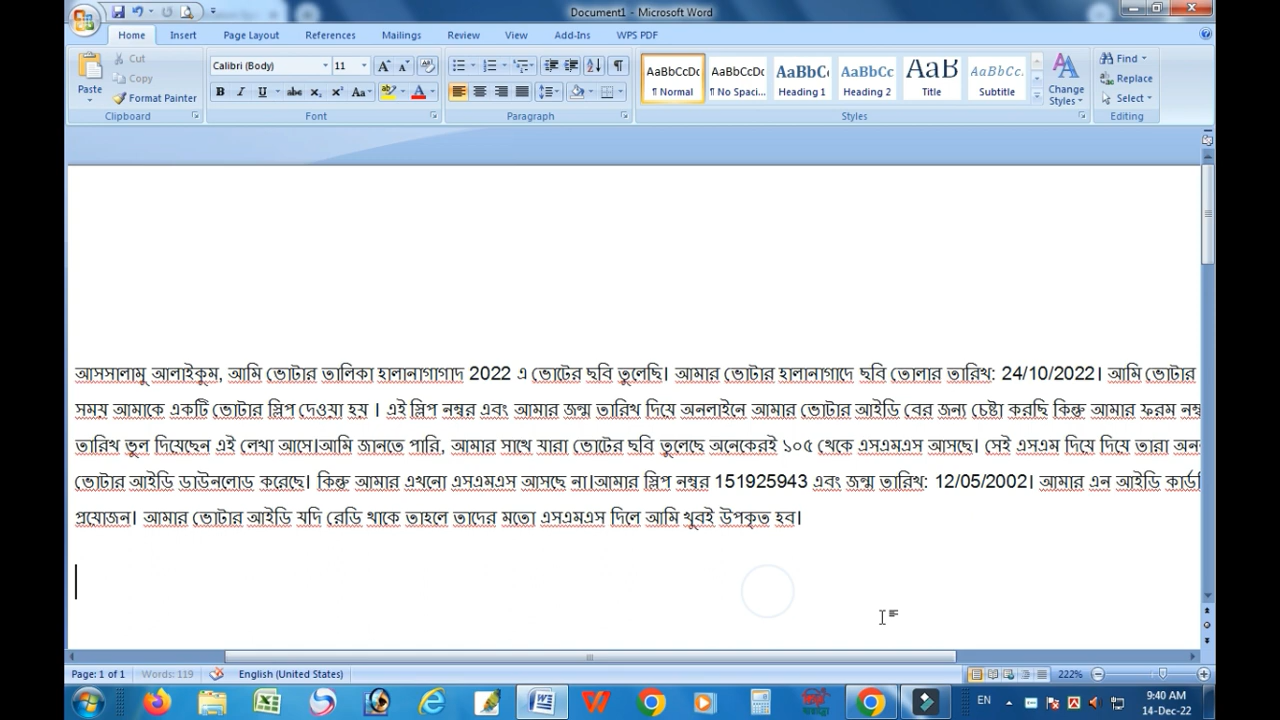 Document1 - Microsoft Word
Home Insert Page Layout References Mailings Review View Add-Ins WPS PDF
Paste Cut Copy Format Painter Clipboard
Calibri (Body) 11 Font
Paragraph
AaBbCcDc ¶ Normal AaBbCcDc ¶ No Spaci... AaBbCc Heading 1 AaBbCc Heading 2 AaB Title AaBbCc. Subtitle Change Styles Styles
Find Replace Select Editing
আসসালামু আলাইকুম, আমি ভোটার তালিকা হালানাগাগাদ 2022 এ ভোটের ছবি তুলেছি। আমার ভোটার হালানাগাদে ছবি তোলার তারিখ: 24/10/2022। আমি ভোটার
সময় আমাকে একটি ভোটার স্লিপ দেওয়া হয় । এই স্লিপ নম্বর এবং আমার জন্ম তারিখ দিয়ে অনলাইনে আমার ভোটার আইডি বের জন্য চেষ্টা করছি কিন্তু আমার ফরম নম্ব
তারিখ ভুল দিয়েছেন এই লেখা আসে।আমি জানতে পারি, আমার সাথে যারা ভোটের ছবি তুলেছে অনেকেরই ১০৫ থেকে এসএমএস আসছে। সেই এসএম দিয়ে দিয়ে তারা অন
ভোটার আইডি ডাউনলোড করেছে। কিন্তু আমার এখনো এসএমএস আসছে না।আমার স্লিপ নম্বর 151925943 এবং জন্ম তারিখ: 12/05/2002। আমার এন আইডি কার্ড
প্রয়োজন। আমার ভোটার আইডি যদি রেডি থাকে তাহলে তাদের মতো এসএমএস দিলে আমি খুবই উপকৃত হব।
Page: 1 of 1 Words: 119 English (United States) 222%
EN 9:40 AM
14-Dec-22